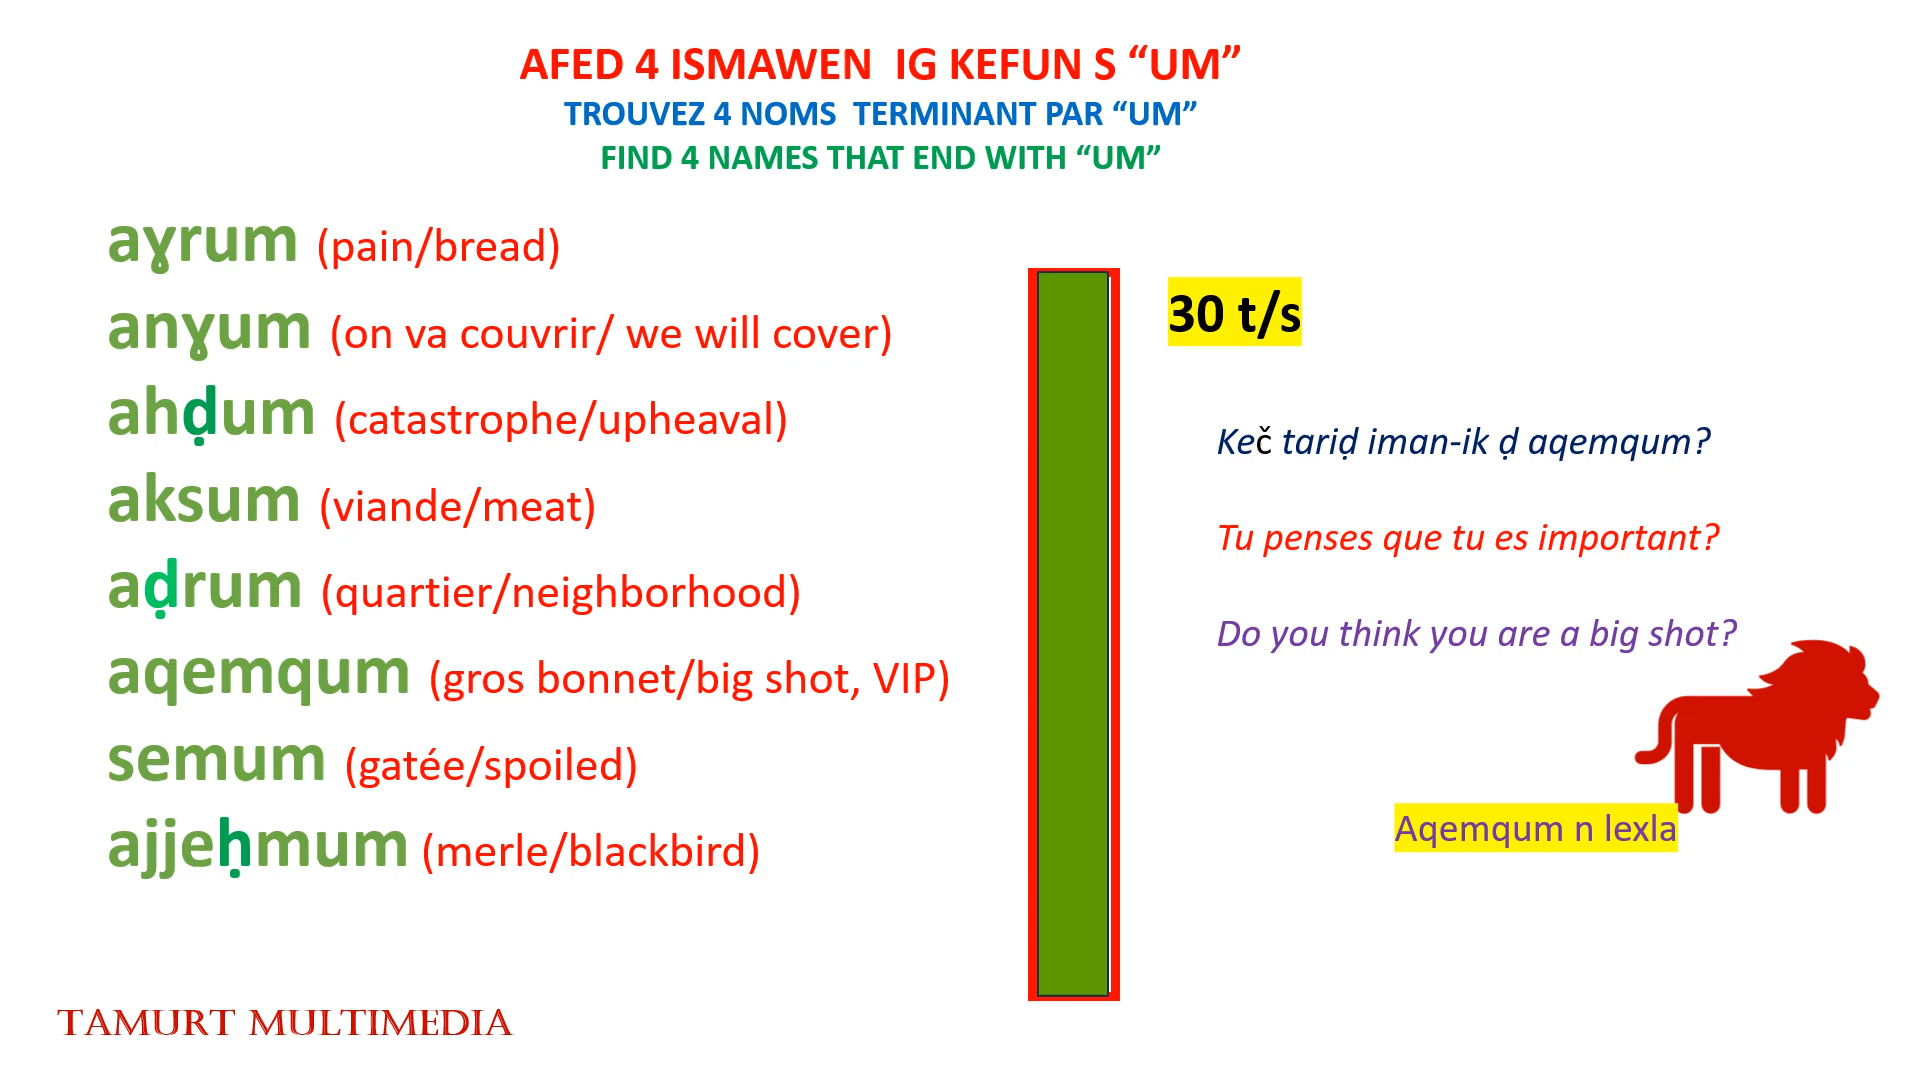 AFED 4 ISMAWEN IG KEFUN S “UM”
TROUVEZ 4 NOMS TERMINANT PAR “UM”
FIND 4 NAMES THAT END WITH “UM”
aɣrum (pain/bread)
anɣum (on va couvrir/ we will cover)
ahḍum (catastrophe/upheaval)
aksum (viande/meat)
aḍrum (quartier/neighborhood)
aqemqum (gros bonnet/big shot, VIP)
semum (gatée/spoiled)
ajjeḥmum (merle/blackbird)
30 t/s
Keč tariḍ iman-ik ḍ aqemqum?
Tu penses que tu es important?
Do you think you are a big shot?
Aqemqum n lexla
TAMURT MULTIMEDIA